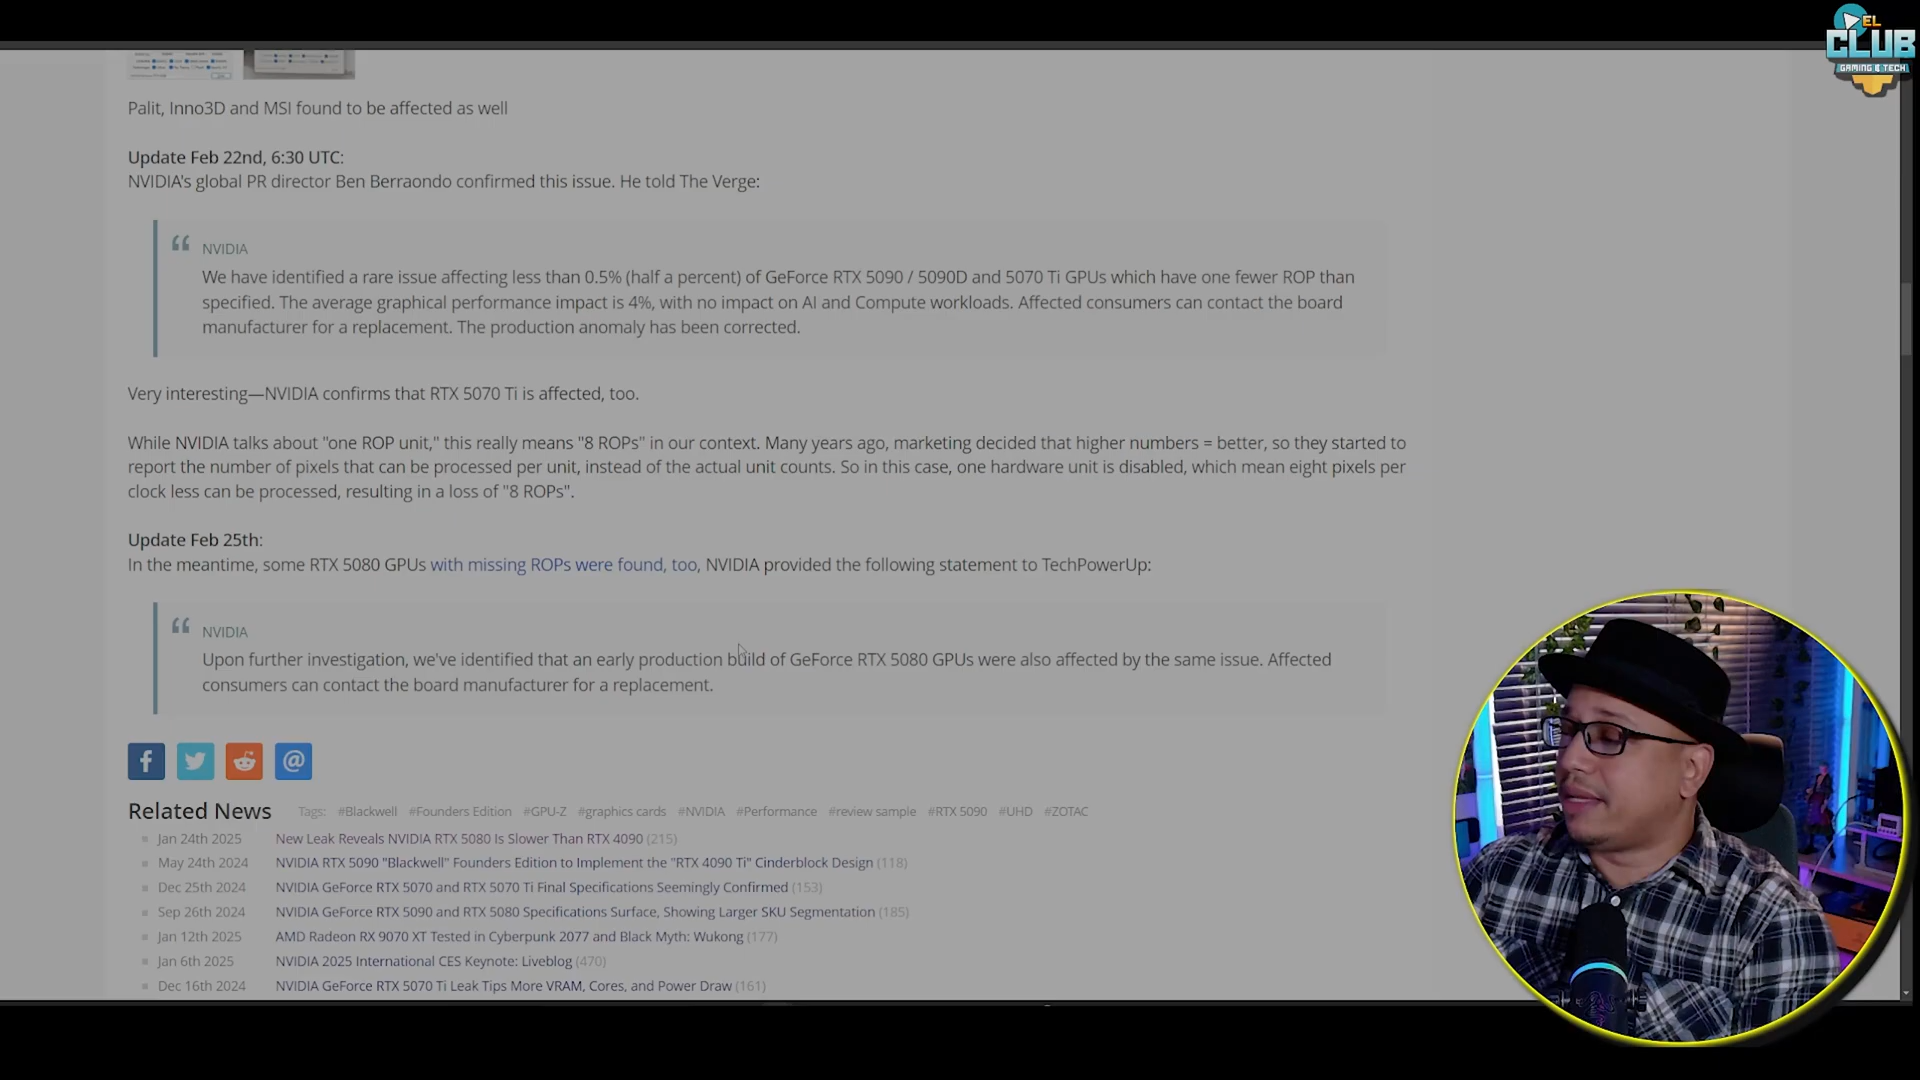 EL
CLUB
GAMING & TECH
Palit, Inno3D and MSI found to be affected as well
Update Feb 22nd, 6:30 UTC:
NVIDIA's global PR director Ben Berraondo confirmed this issue. He told The Verge:
“ NVIDIA
We have identified a rare issue affecting less than 0.5% (half a percent) of GeForce RTX 5090 / 5090D and 5070 Ti GPUs which have one fewer ROP than
specified. The average graphical performance impact is 4%, with no impact on AI and Compute workloads. Affected consumers can contact the board
manufacturer for a replacement. The production anomaly has been corrected.
Very interesting—NVIDIA confirms that RTX 5070 Ti is affected, too.
While NVIDIA talks about "one ROP unit," this really means "8 ROPs" in our context. Many years ago, marketing decided that higher numbers = better, so they started to
report the number of pixels that can be processed per unit, instead of the actual unit counts. So in this case, one hardware unit is disabled, which mean eight pixels per
clock less can be processed, resulting in a loss of "8 ROPs".
Update Feb 25th:
In the meantime, some RTX 5080 GPUs with missing ROPs were found, too, NVIDIA provided the following statement to TechPowerUp:
“ NVIDIA
Upon further investigation, we've identified that an early production build of GeForce RTX 5080 GPUs were also affected by the same issue. Affected
consumers can contact the board manufacturer for a replacement.
Related News Tags: #Blackwell #Founders Edition #GPU-Z #graphics cards #NVIDIA #Performance #review sample #RTX 5090 #UHD #ZOTAC
Jan 24th 2025 New Leak Reveals NVIDIA RTX 5080 Is Slower Than RTX 4090 (215)
May 24th 2024 NVIDIA RTX 5090 "Blackwell" Founders Edition to Implement the "RTX 4090 Ti" Cinderblock Design (118)
Dec 25th 2024 NVIDIA GeForce RTX 5070 and RTX 5070 Ti Final Specifications Seemingly Confirmed (153)
Sep 26th 2024 NVIDIA GeForce RTX 5090 and RTX 5080 Specifications Surface, Showing Larger SKU Segmentation (185)
Jan 12th 2025 AMD Radeon RX 9070 XT Tested in Cyberpunk 2077 and Black Myth: Wukong (177)
Jan 6th 2025 NVIDIA 2025 International CES Keynote: Liveblog (470)
Dec 16th 2024 NVIDIA GeForce RTX 5070 Ti Leak Tips More VRAM, Cores, and Power Draw (161)